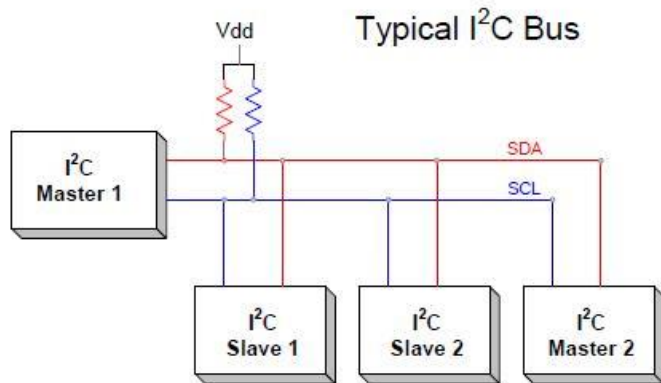 Typical I²C Bus
Vdd
I²C
Master 1
SDA
SCL
I²C
Slave 1
I²C
Slave 2
I²C
Master 2